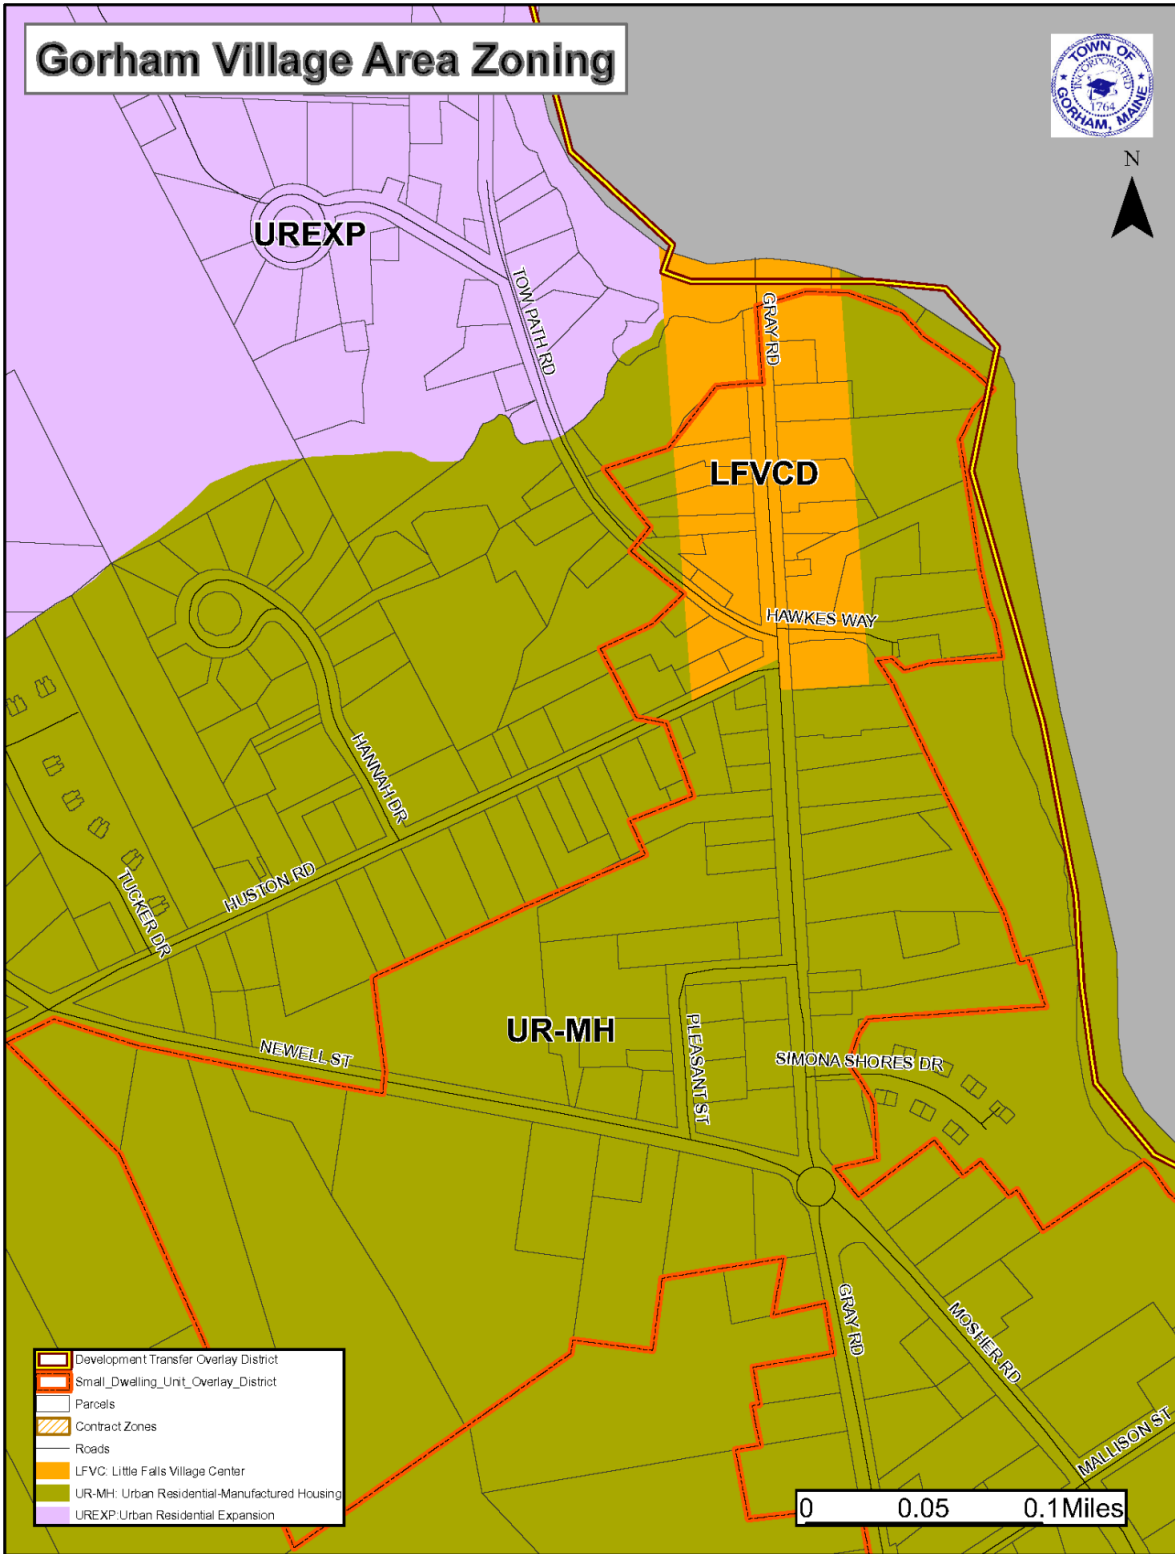 Gorham Village Area Zoning
TOWN OF
INCORPORATED
1764
GORHAM, MAINE
N
UREXP
TOW PATH RD
GRAY RD
LFVCD
HAWKES WAY
HANNAH DR
HUSTON RD
TUCKER DR
UR-MH
PLEASANT ST
NEWELL ST
SIMONA SHORES DR
GRAY RD
MOSHER RD
MALLISON ST
Development Transfer Overlay District
Small_Dwelling_Unit_Overlay_District
Parcels
Contract Zones
Roads
LFVC: Little Falls Village Center
UR-MH: Urban Residential-Manufactured Housing
UREXP:Urban Residential Expansion
0 0.05 0.1Miles